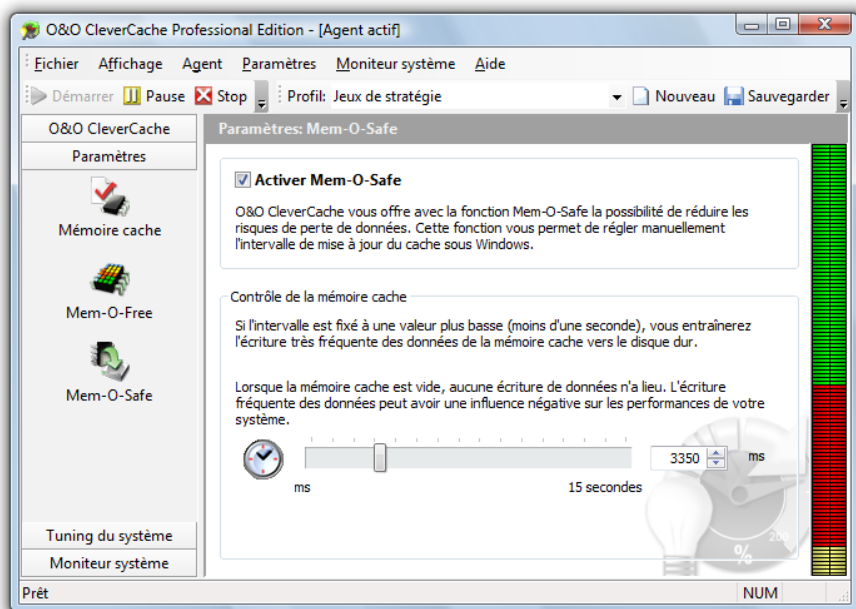 O&O CleverCache Professional Edition - [Agent actif]
Fichier Affichage Agent Paramètres Moniteur système Aide
Démarrer Pause Stop Profil: Jeux de stratégie Nouveau Sauvegarder
O&O CleverCache
Paramètres
Mémoire cache
Mem-O-Free
Mem-O-Safe
Tuning du système
Moniteur système
Paramètres: Mem-O-Safe
Activer Mem-O-Safe
O&O CleverCache vous offre avec la fonction Mem-O-Safe la possibilité de réduire les
risques de perte de données. Cette fonction vous permet de régler manuellement
l'intervalle de mise à jour du cache sous Windows.
Contrôle de la mémoire cache
Si l'intervalle est fixé à une valeur plus basse (moins d'une seconde), vous entraînerez
l'écriture très fréquente des données de la mémoire cache vers le disque dur.
Lorsque la mémoire cache est vide, aucune écriture de données n'a lieu. L'écriture
fréquente des données peut avoir une influence négative sur les performances de votre
système.
3350 ms
ms 15 secondes
200
%
Prêt NUM